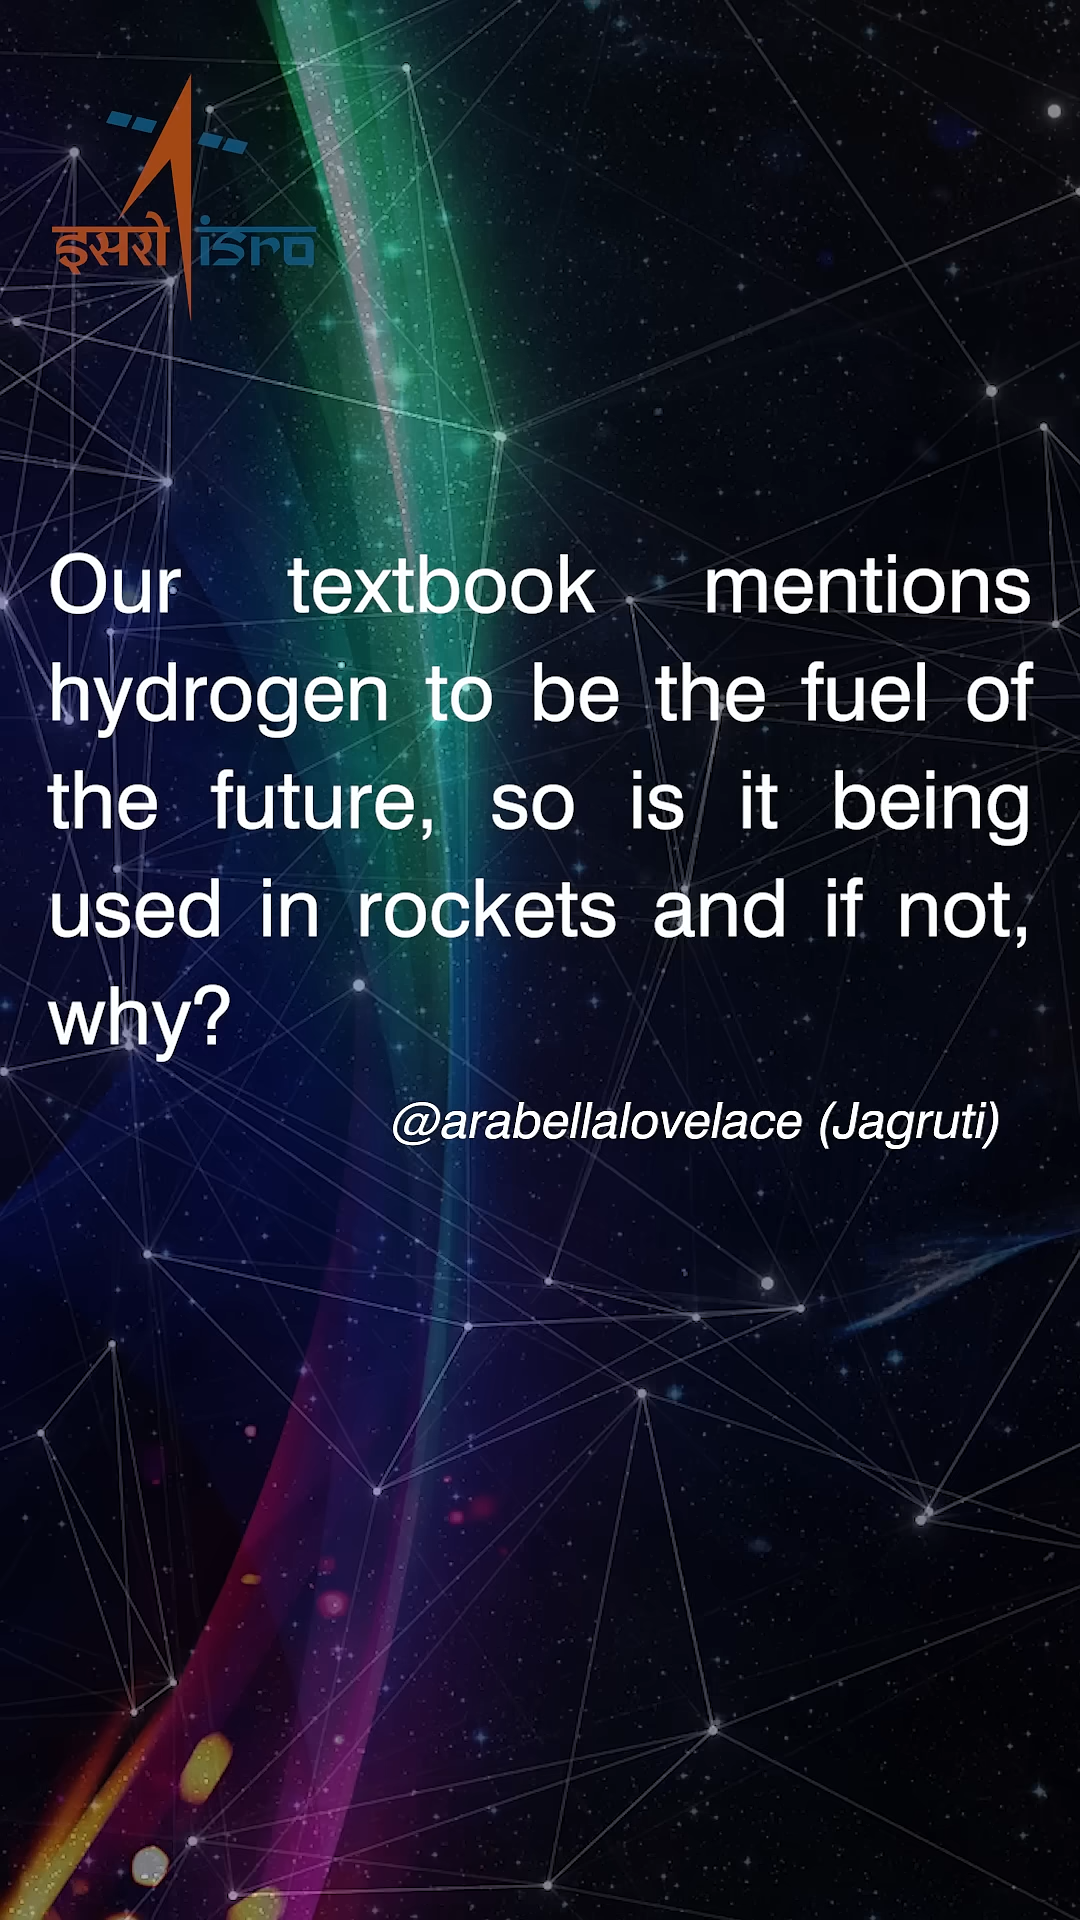 इसरो isro
Our textbook mentions
hydrogen to be the fuel of
the future, so is it being
used in rockets and if not,
why?
@arabellalovelace (Jagruti)